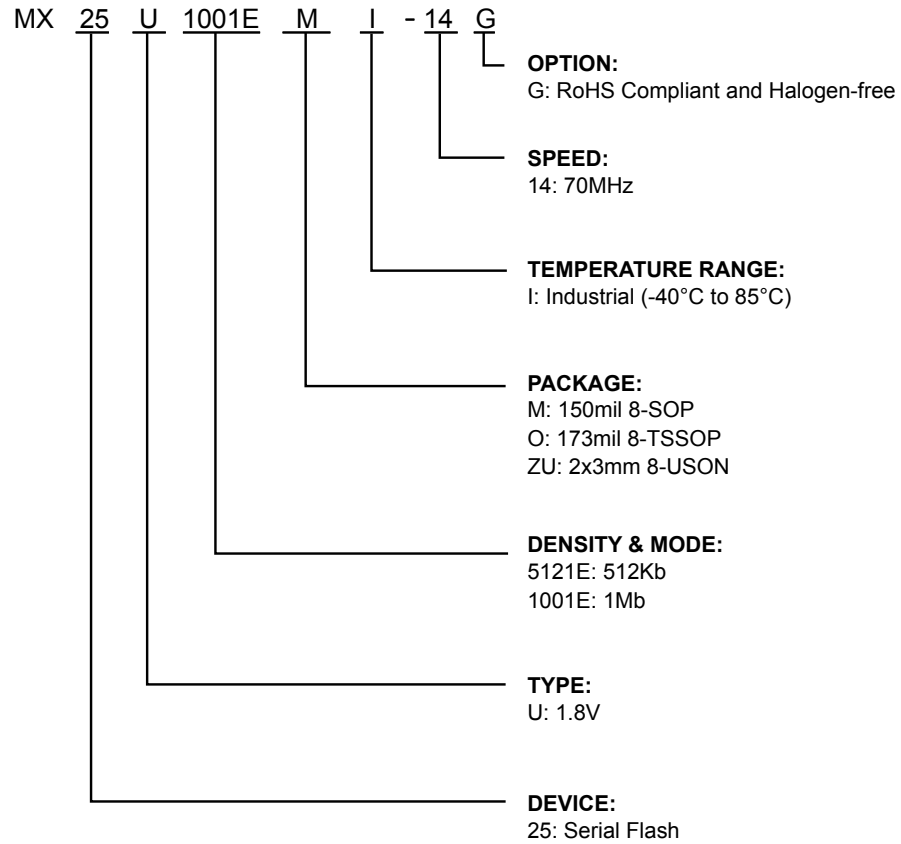 MX 25 U 1001E M I - 14 G
OPTION:
G: RoHS Compliant and Halogen-free
SPEED:
14: 70MHz
TEMPERATURE RANGE:
I: Industrial (-40°C to 85°C)
PACKAGE:
M: 150mil 8-SOP
O: 173mil 8-TSSOP
ZU: 2x3mm 8-USON
DENSITY & MODE:
5121E: 512Kb
1001E: 1Mb
TYPE:
U: 1.8V
DEVICE:
25: Serial Flash